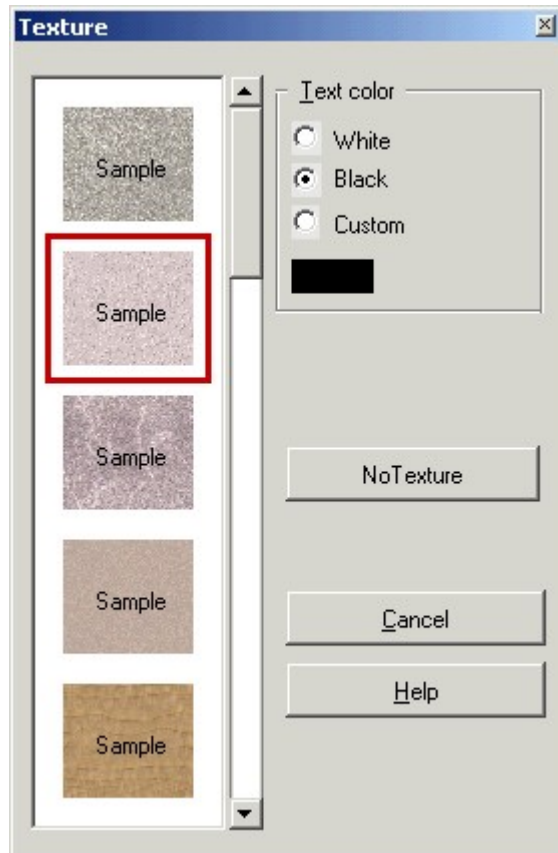 Texture
Sample
Sample
Sample
Sample
Sample
Text color
White
Black
Custom
NoTexture
Cancel
Help